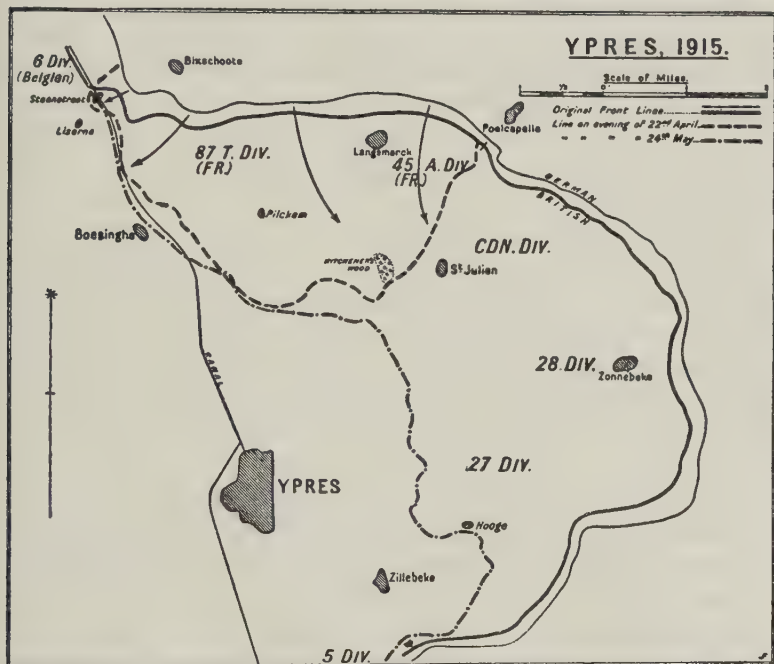 YPRES, 1915.
Scale of Miles.
Original Front Lines
Line on evening of 22nd April
" " " " 24th May
6 DIV.
(Belgian)
Bixschoote
Steenstraat
Lizerne
87 T. DIV.
(FR)
Langemarck
45 A. DIV.
(FR)
Poelcapelle
GERMAN
BRITISH
Pilckem
Boesinghe
KITCHENER'S
WOOD
St Julien
CDN. DIV.
28. DIV.
Zonnebeke
CANAL
27 DIV.
YPRES
Hooge
Zillebeke
5 DIV.